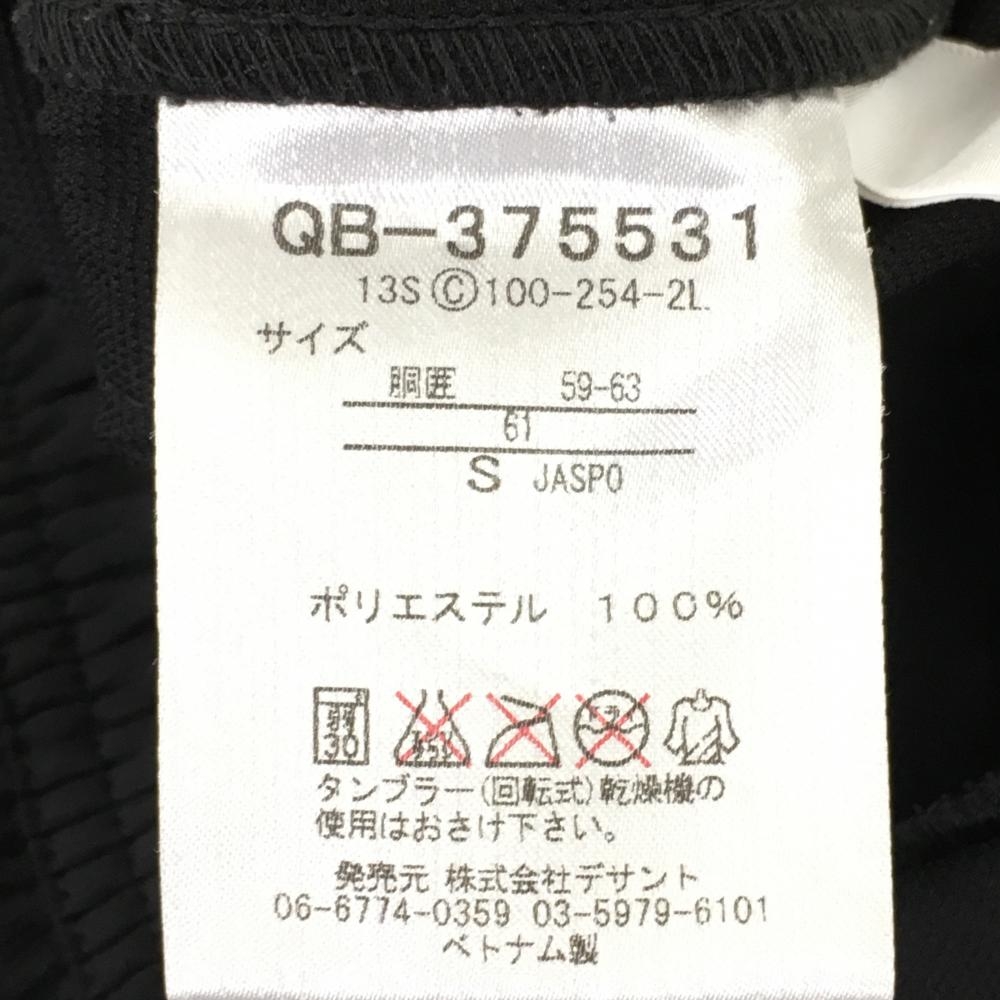 QB-375531
13S Ⓒ100-254-2L
サイズ
胴囲 59-63
61
S JASPO
ポリエステル 100%
弱 30
タンブラー(回転式)乾燥機の
使用はおさけ下さい。
発売元 株式会社デサント
06-6774-0359 03-5979-6101
ベトナム製